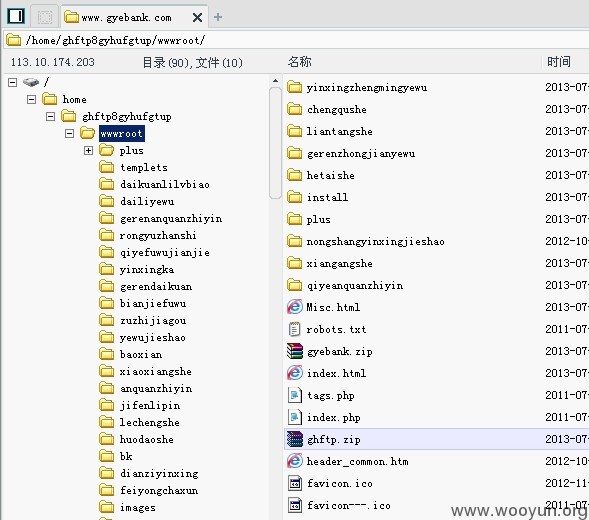 www.gyebank.com
/home/ghftp8gyhufgtup/wwwroot/
113.10.174.203 目录(90),文件(10) 名称 时间
/
home
ghftp8gyhufgtup
wwwroot
plus
templets
daikuanlilvbiao
dailiyewu
gerenanquanzhiyin
rongyuzhanshi
qiyefuwujianjie
yinxingka
gerendaikuan
bianjiefuwu
zuzhijiagou
yewujieshao
baoxian
xiaoxiangshe
anquanzhiyin
jifenlipin
lechengshe
huodaoshe
bk
dianziyinxing
feiyongchaxun
images
yinxingzhengmingyewu 2013-07
chengqushe 2013-07
liantangshe 2013-07
gerenzhongjianyewu 2013-07
hetaishe 2013-07
install 2013-07
plus 2013-07
nongshangyinxingjieshao 2012-10
xiangangshe 2013-07
qiyeanquanzhiyin 2013-07
Misc.html 2013-07
robots.txt 2011-07
gyebank.zip 2013-07
index.html 2013-07
tags.php 2011-07
index.php 2011-07
ghftp.zip 2013-07
header_common.htm 2012-10
favicon.ico 2012-11
favicon---.ico 2011-07
www.wooyun.org